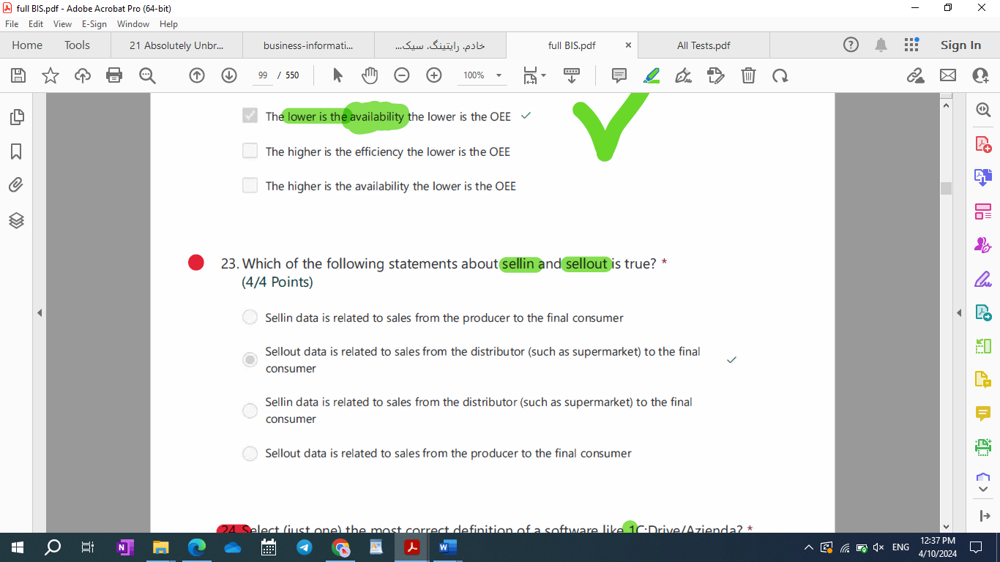 full BIS.pdf - Adobe Acrobat Pro (64-bit)
File Edit View E-Sign Window Help
Home Tools 21 Absolutely Unbr... business-informati... خادم. رایتینگ. سیک... full BIS.pdf × All Tests.pdf Sign In
99 / 550 100%
The lower is the availability the lower is the OEE
The higher is the efficiency the lower is the OEE
The higher is the availability the lower is the OEE
23. Which of the following statements about sellin and sellout is true? *
(4/4 Points)
Sellin data is related to sales from the producer to the final consumer
Sellout data is related to sales from the distributor (such as supermarket) to the final
consumer
Sellin data is related to sales from the distributor (such as supermarket) to the final
consumer
Sellout data is related to sales from the producer to the final consumer
24. Select (just one) the most correct definition of a software like 1C:Drive/Azienda? *
ENG
12:37 PM
4/10/2024